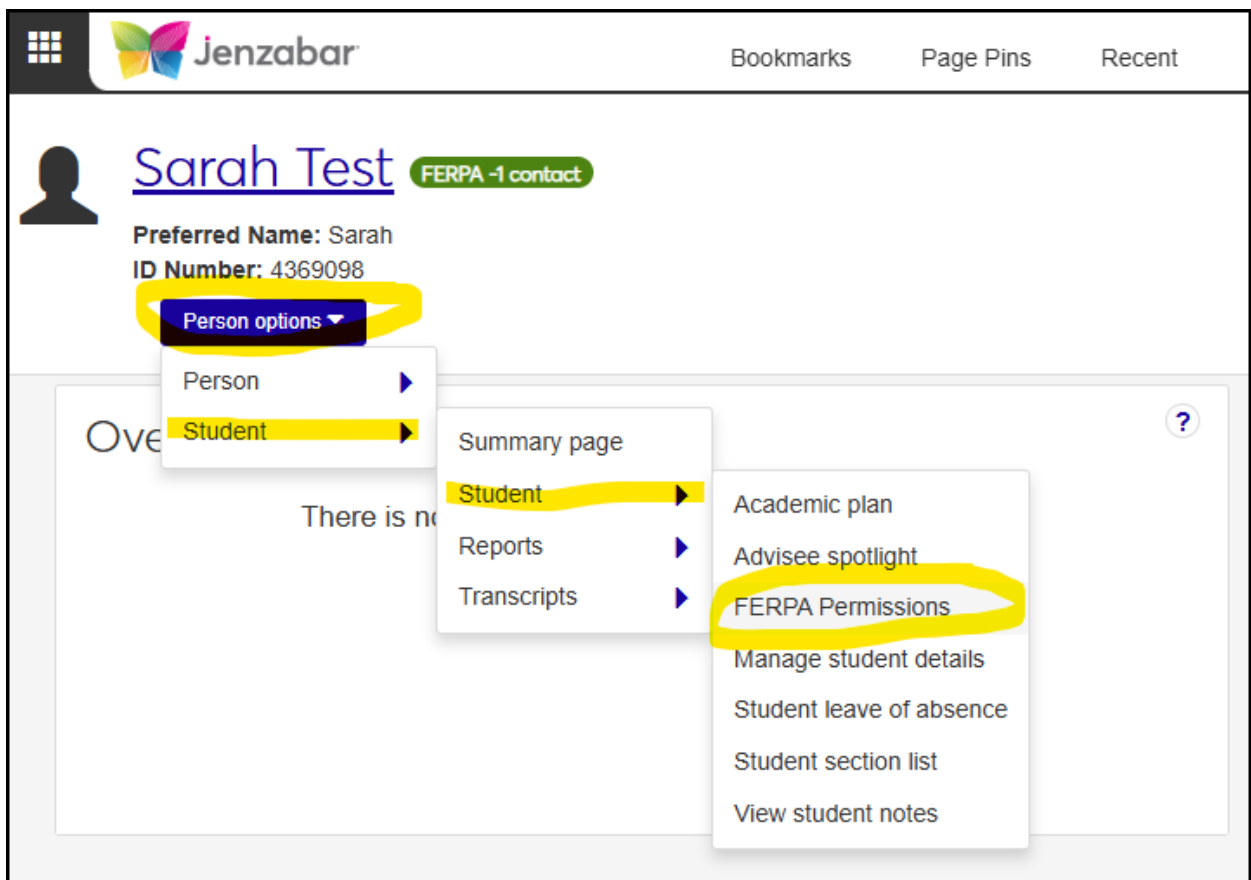 jenzabar
Bookmarks Page Pins Recent
Sarah Test FERPA -1 contact
Preferred Name: Sarah
ID Number: 4369098
Person options
Person
Student
Ove
There is no
?
Summary page
Student
Reports
Transcripts
Academic plan
Advisee spotlight
FERPA Permissions
Manage student details
Student leave of absence
Student section list
View student notes